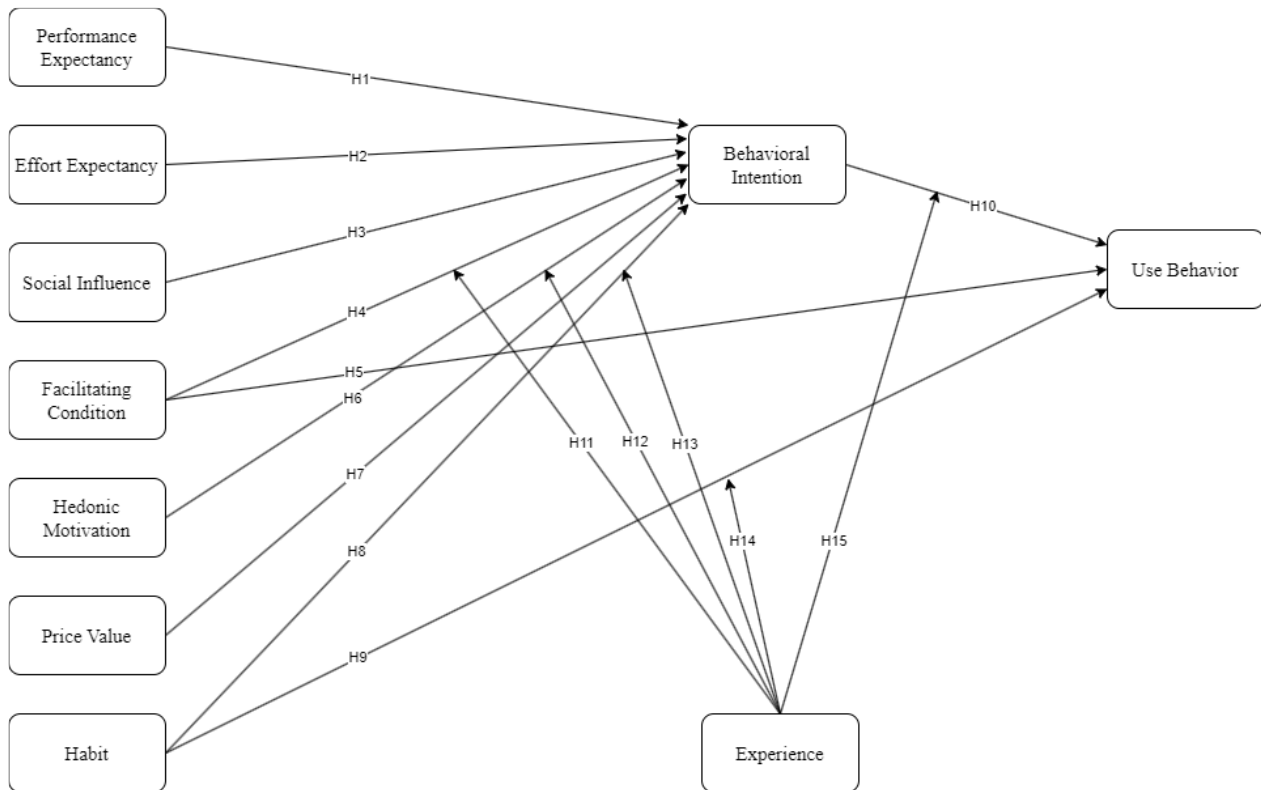 Performance
Expectancy
H1
Effort Expectancy
H2
Behavioral
Intention
H10
Social Influence
H3
Use Behavior
H4
Facilitating
Condition
H5
H6
H11
H12
H13
Hedonic
Motivation
H7
H8
H14
H15
Price Value
H9
Habit
Experience